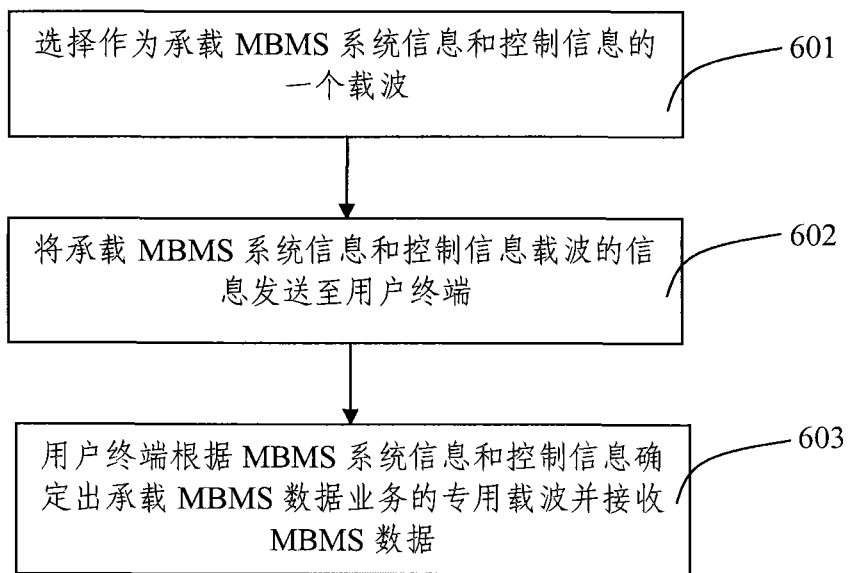 选择作为承载 MBMS 系统信息和控制信息的
一个载波
601
将承载 MBMS 系统信息和控制信息载波的信
息发送至用户终端
602
用户终端根据 MBMS 系统信息和控制信息确
定出承载 MBMS 数据业务的专用载波并接收
MBMS 数据
603